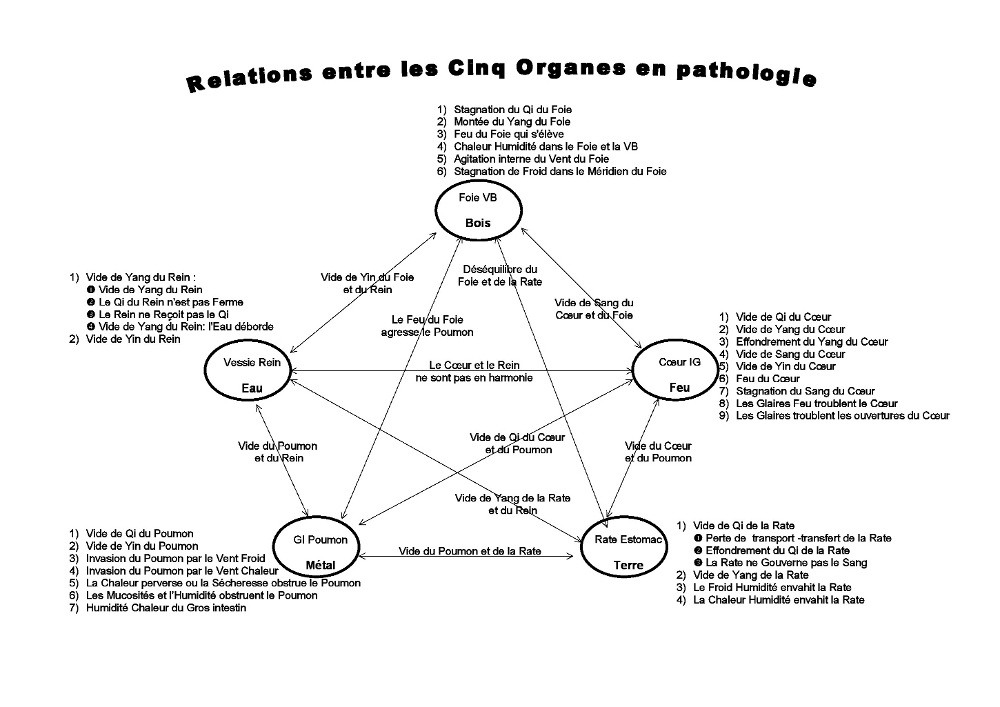 Relations entre les Cinq Organes en pathologie
1) Stagnation du Qi du Foie
2) Montée du Yang du Foie
3) Feu du Foie qui s'élève
4) Chaleur Humidité dans le Foie et la VB
5) Agitation interne du Vent du Foie
6) Stagnation de Froid dans le Méridien du Foie
Foie VB
Bois
1) Vide de Yang du Rein :
❶ Vide de Yang du Rein
❷ Le Qi du Rein n'est pas Ferme
❸ Le Rein ne Reçoit pas le Qi
❹ Vide de Yang du Rein: l'Eau déborde
2) Vide de Yin du Rein
Vide de Yin du Foie
et du Rein
Déséquilibre du
Foie et de la Rate
Vide de Sang du
Cœur et du Foie
Le Feu du Foie
agresse le Poumon
1) Vide de Qi du Cœur
2) Vide de Yang du Cœur
3) Effondrement du Yang du Cœur
4) Vide de Sang du Cœur
5) Vide de Yin du Cœur
6) Feu du Cœur
7) Stagnation du Sang du Cœur
8) Les Glaires Feu troublent le Cœur
9) Les Glaires troublent les ouvertures du Cœur
Vessie Rein
Eau
Le Cœur et le Rein
ne sont pas en harmonie
Cœur IG
Feu
Vide du Poumon
et du Rein
Vide de Qi du Cœur
et du Poumon
Vide du Cœur
et du Poumon
Vide de Yang de la Rate
et du Rein
1) Vide de Qi du Poumon
2) Vide de Yin du Poumon
3) Invasion du Poumon par le Vent Froid
4) Invasion du Poumon par le Vent Chaleur
5) La Chaleur perverse ou la Sécheresse obstrue le Poumon
6) Les Mucosités et l'Humidité obstruent le Poumon
7) Humidité Chaleur du Gros intestin
GI Poumon
Métal
Vide du Poumon et de la Rate
Rate Estomac
Terre
1) Vide de Qi de la Rate
❶ Perte de transport -transfert de la Rate
❷ Effondrement du Qi de la Rate
❸ La Rate ne Gouverne pas le Sang
2) Vide de Yang de la Rate
3) Le Froid Humidité envahit la Rate
4) La Chaleur Humidité envahit la Rate